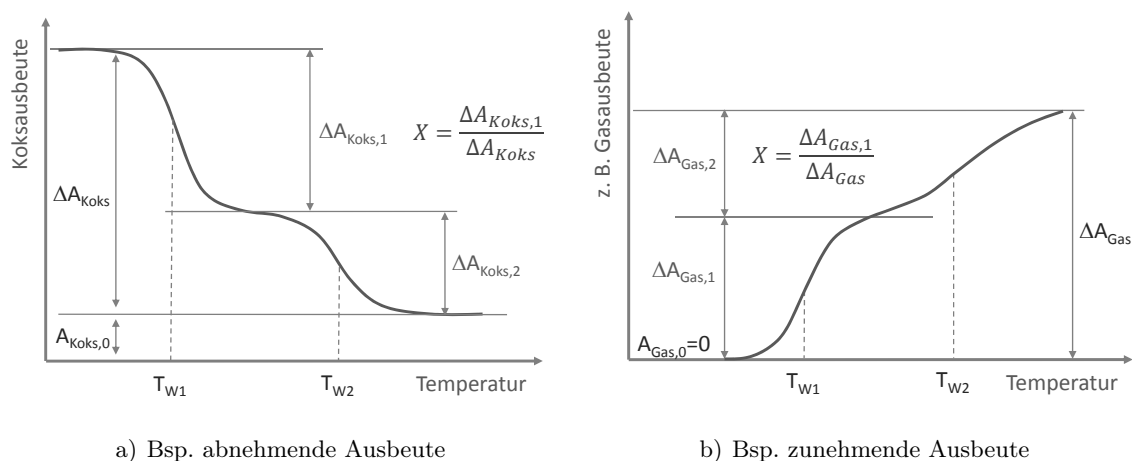 Koksausbeute
ΔA_Koks
A_Koks,0
ΔA_Koks,1
X = ΔA_Koks,1 / ΔA_Koks
ΔA_Koks,2
T_W1
T_W2
Temperatur
a) Bsp. abnehmende Ausbeute
z. B. Gasausbeute
ΔA_Gas,2
X = ΔA_Gas,1 / ΔA_Gas
ΔA_Gas
ΔA_Gas,1
A_Gas,0=0
T_W1
T_W2
Temperatur
b) Bsp. zunehmende Ausbeute